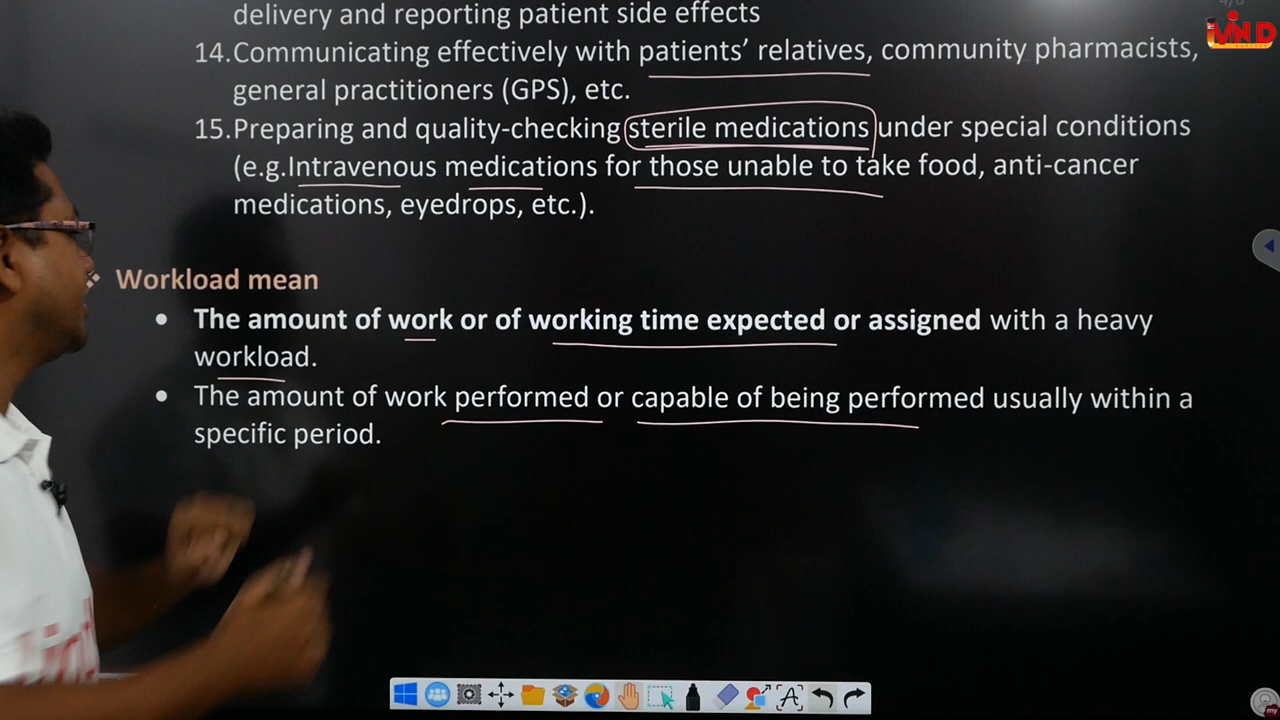 delivery and reporting patient side effects
14.Communicating effectively with patients’ relatives, community pharmacists,
general practitioners (GPS), etc.
15.Preparing and quality-checking sterile medications under special conditions
(e.g.Intravenous medications for those unable to take food, anti-cancer
medications, eyedrops, etc.).
Workload mean
• The amount of work or of working time expected or assigned with a heavy
workload.
• The amount of work performed or capable of being performed usually within a
specific period.